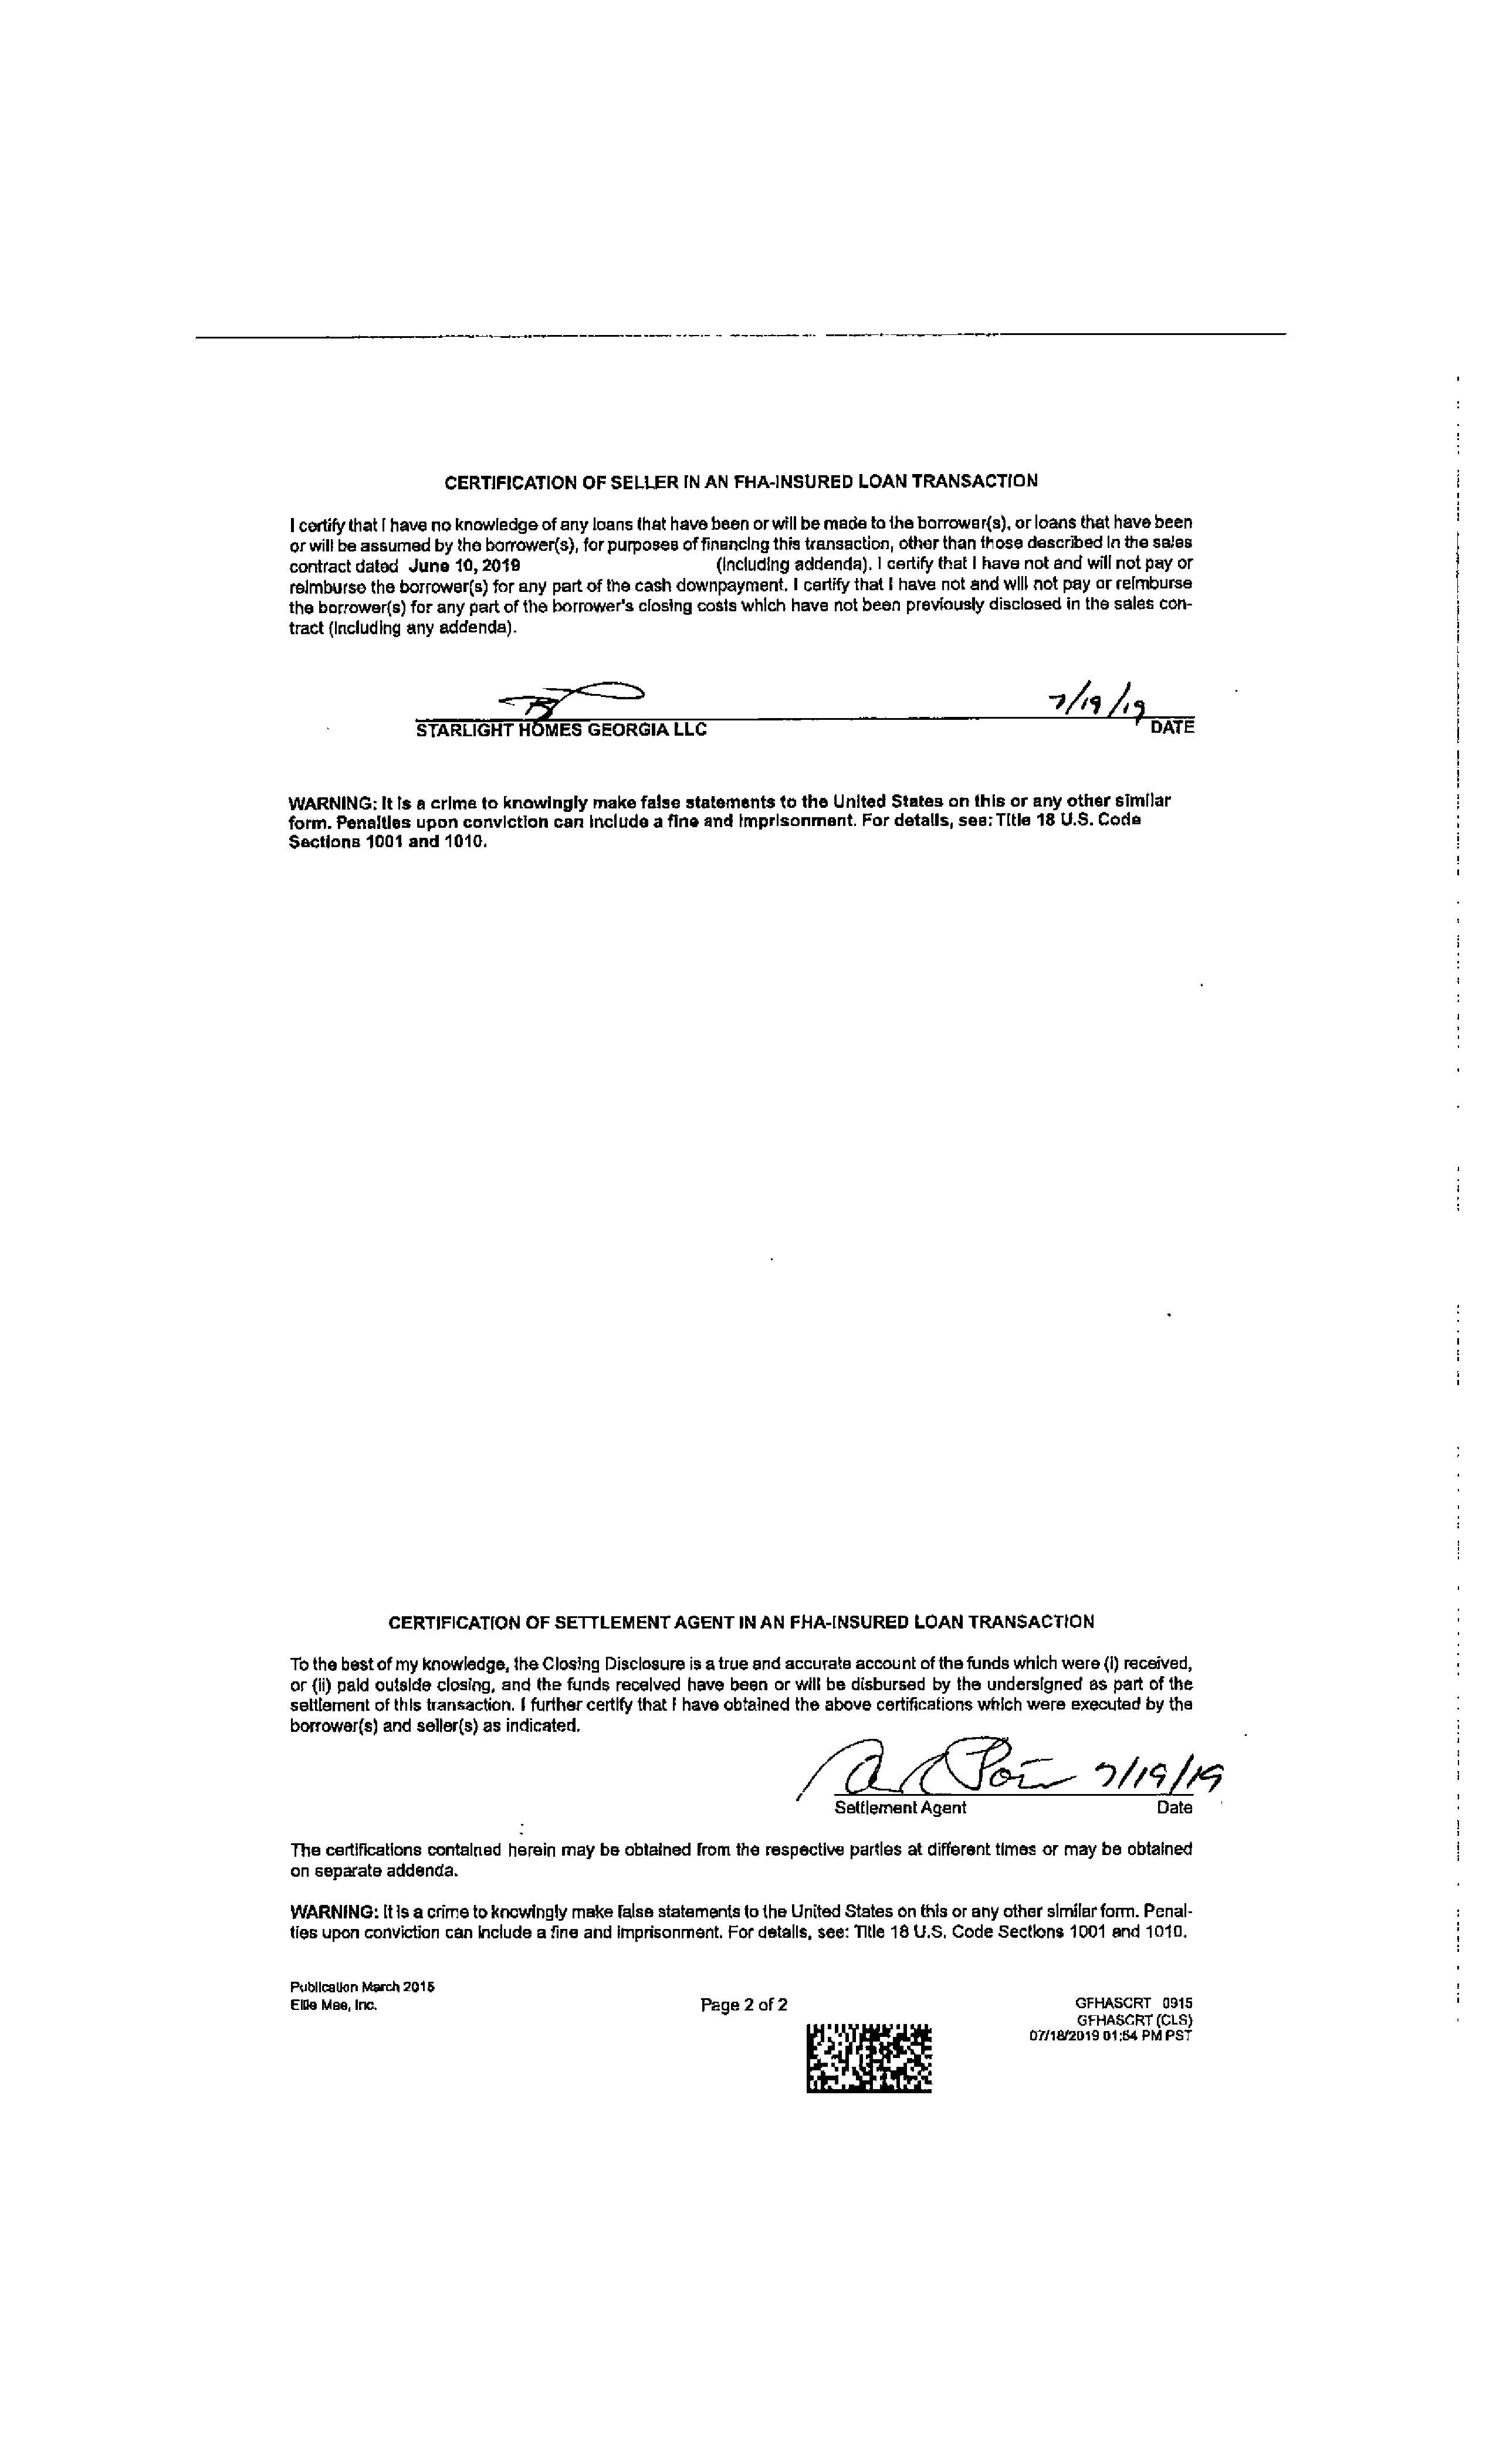 CERTIFICATION OF SELLER IN AN FHA-INSURED LOAN TRANSACTION
I certify that I have no knowledge of any loans that have been or will be made to the borrower(s), or loans that have been
or will be assumed by the borrower(s), for purposes of financing this transaction, other than those described in the sales
contract dated June 10, 2019 (including addenda). I certify that I have not and will not pay or
reimburse the borrower(s) for any part of the cash downpayment. I certify that I have not and will not pay or reimburse
the borrower(s) for any part of the borrower's closing costs which have not been previously disclosed in the sales con-
tract (including any addenda).
7/19/19
STARLIGHT HOMES GEORGIA LLC DATE
WARNING: It is a crime to knowingly make false statements to the United States on this or any other similar
form. Penalties upon conviction can include a fine and imprisonment. For details, see: Title 18 U.S. Code
Sections 1001 and 1010.
CERTIFICATION OF SETTLEMENT AGENT IN AN FHA-INSURED LOAN TRANSACTION
To the best of my knowledge, the Closing Disclosure is a true and accurate account of the funds which were (i) received,
or (ii) paid outside closing, and the funds received have been or will be disbursed by the undersigned as part of the
settlement of this transaction. I further certify that I have obtained the above certifications which were executed by the
borrower(s) and seller(s) as indicated.
7/19/19
Settlement Agent Date
The certifications contained herein may be obtained from the respective parties at different times or may be obtained
on separate addenda.
WARNING: It is a crime to knowingly make false statements to the United States on this or any other similar form. Penal-
ties upon conviction can include a fine and imprisonment. For details, see: Title 18 U.S. Code Sections 1001 and 1010.
Publication March 2015
Ellie Mae, Inc. Page 2 of 2 GFHASCRT 0915
GFHASCRT (CLS)
07/18/2019 01:54 PM PST